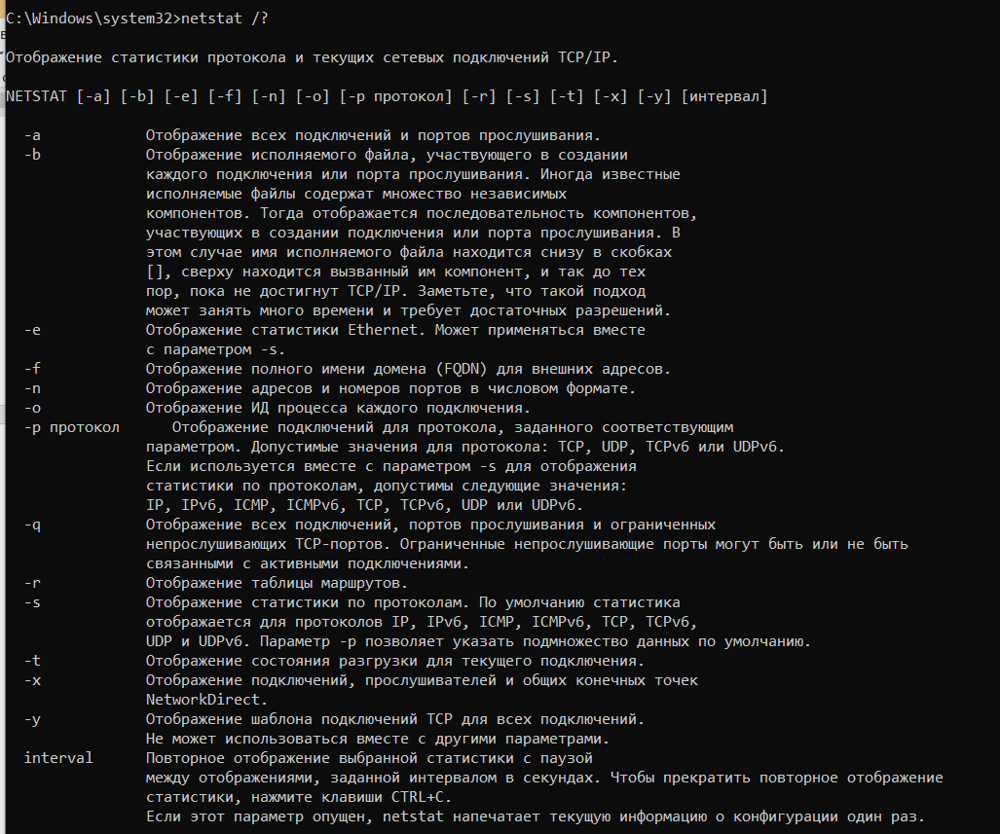 C:\Windows\system32>netstat /?
Отображение статистики протокола и текущих сетевых подключений TCP/IP.
NETSTAT [-a] [-b] [-e] [-f] [-n] [-o] [-p протокол] [-r] [-s] [-t] [-x] [-y] [интервал]
-a Отображение всех подключений и портов прослушивания.
-b Отображение исполняемого файла, участвующего в создании
каждого подключения или порта прослушивания. Иногда известные
исполняемые файлы содержат множество независимых
компонентов. Тогда отображается последовательность компонентов,
участвующих в создании подключения или порта прослушивания. В
этом случае имя исполняемого файла находится снизу в скобках
[], сверху находится вызванный им компонент, и так до тех
пор, пока не достигнут TCP/IP. Заметьте, что такой подход
может занять много времени и требует достаточных разрешений.
-e Отображение статистики Ethernet. Может применяться вместе
с параметром -s.
-f Отображение полного имени домена (FQDN) для внешних адресов.
-n Отображение адресов и номеров портов в числовом формате.
-o Отображение ИД процесса каждого подключения.
-p протокол Отображение подключений для протокола, заданного соответствующим
параметром. Допустимые значения для протокола: TCP, UDP, TCPv6 или UDPv6.
Если используется вместе с параметром -s для отображения
статистики по протоколам, допустимы следующие значения:
IP, IPv6, ICMP, ICMPv6, TCP, TCPv6, UDP или UDPv6.
-q Отображение всех подключений, портов прослушивания и ограниченных
непрослушивающих TCP-портов. Ограниченные непрослушивающие порты могут быть или не быть
связанными с активными подключениями.
-r Отображение таблицы маршрутов.
-s Отображение статистики по протоколам. По умолчанию статистика
отображается для протоколов IP, IPv6, ICMP, ICMPv6, TCP, TCPv6,
UDP и UDPv6. Параметр -p позволяет указать подмножество данных по умолчанию.
-t Отображение состояния разгрузки для текущего подключения.
-x Отображение подключений, прослушивателей и общих конечных точек
NetworkDirect.
-y Отображение шаблона подключений TCP для всех подключений.
Не может использоваться вместе с другими параметрами.
interval Повторное отображение выбранной статистики с паузой
между отображениями, заданной интервалом в секундах. Чтобы прекратить повторное отображение
статистики, нажмите клавиши CTRL+C.
Если этот параметр опущен, netstat напечатает текущую информацию о конфигурации один раз.